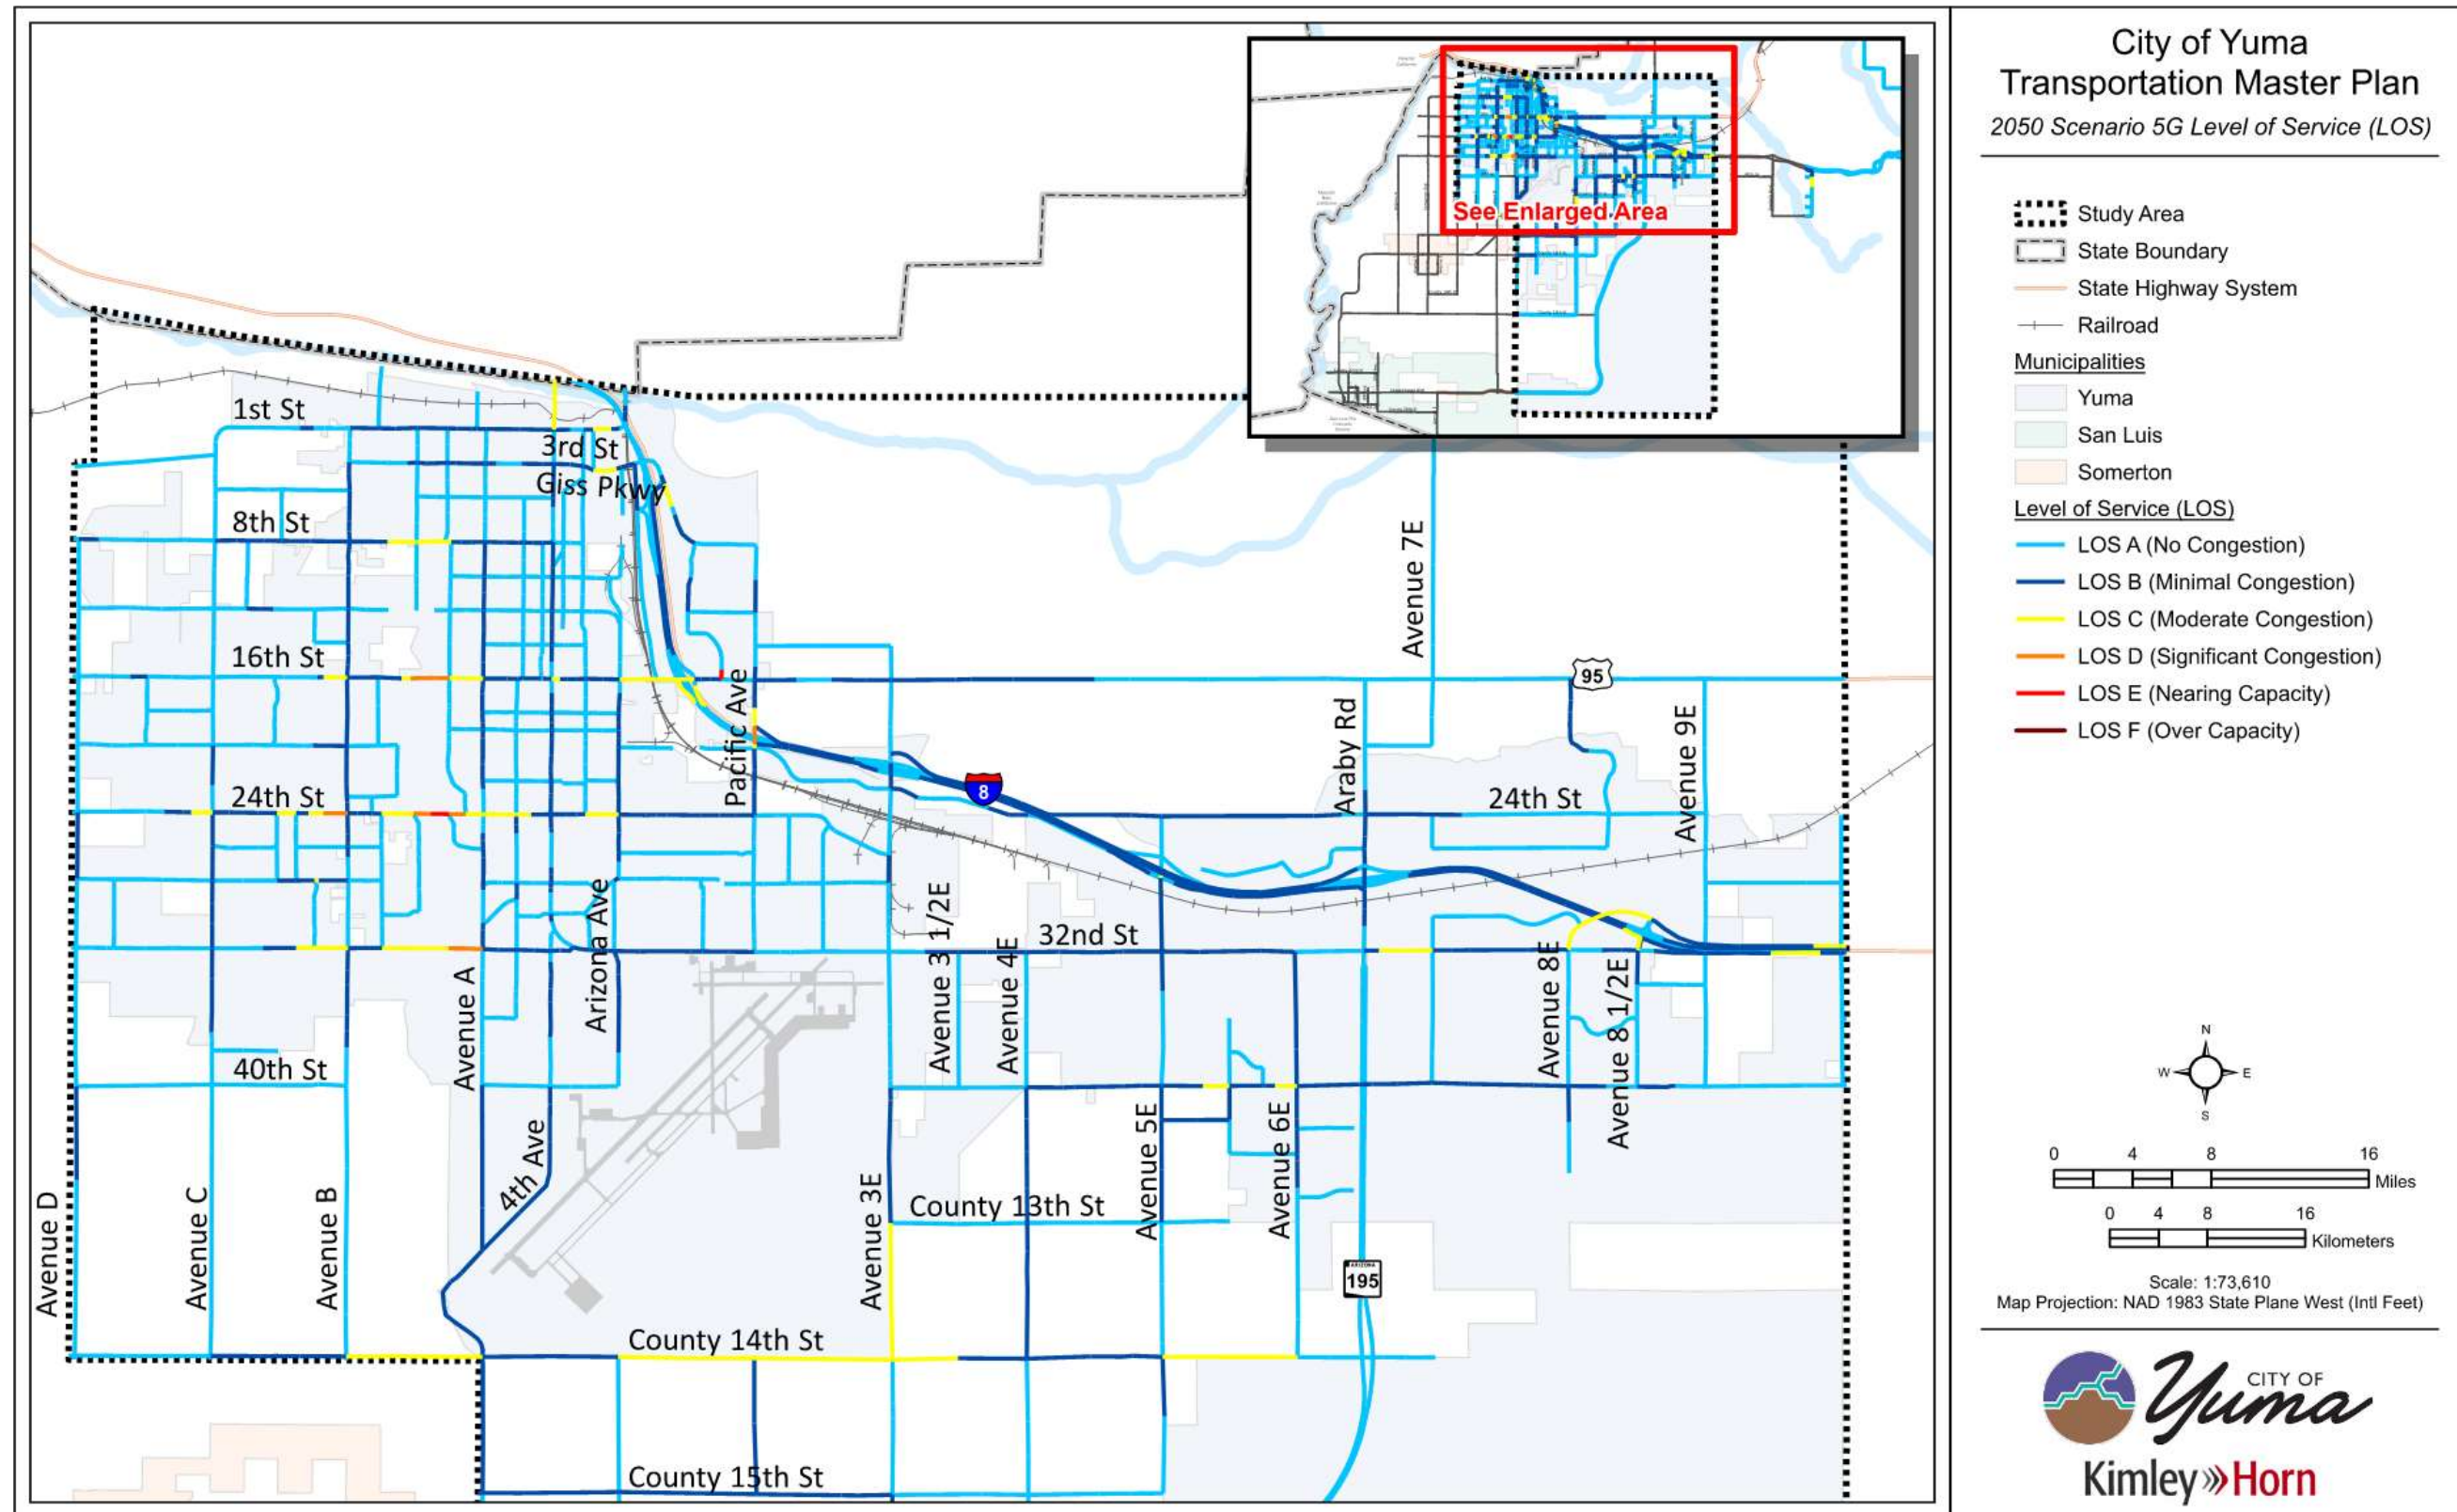 City of Yuma
Transportation Master Plan
2050 Scenario 5G Level of Service (LOS)
Study Area
State Boundary
State Highway System
Railroad
Municipalities
Yuma
San Luis
Somerton
Level of Service (LOS)
LOS A (No Congestion)
LOS B (Minimal Congestion)
LOS C (Moderate Congestion)
LOS D (Significant Congestion)
LOS E (Nearing Capacity)
LOS F (Over Capacity)
N
W E
S
0 4 8 16
Miles
0 4 8 16
Kilometers
Scale: 1:73,610
Map Projection: NAD 1983 State Plane West (Intl Feet)
CITY OF
Yuma
Kimley»Horn
See Enlarged Area
1st St
3rd St
Giss Pkwy
8th St
16th St
24th St
24th St
32nd St
40th St
County 13th St
County 14th St
County 15th St
Avenue D
Avenue C
Avenue B
Avenue A
4th Ave
Arizona Ave
Pacific Ave
Avenue 3E
Avenue 3 1/2E
Avenue 4E
Avenue 5E
Avenue 6E
Araby Rd
Avenue 7E
Avenue 8E
Avenue 8 1/2E
Avenue 9E
95
8
ARIZONA
195